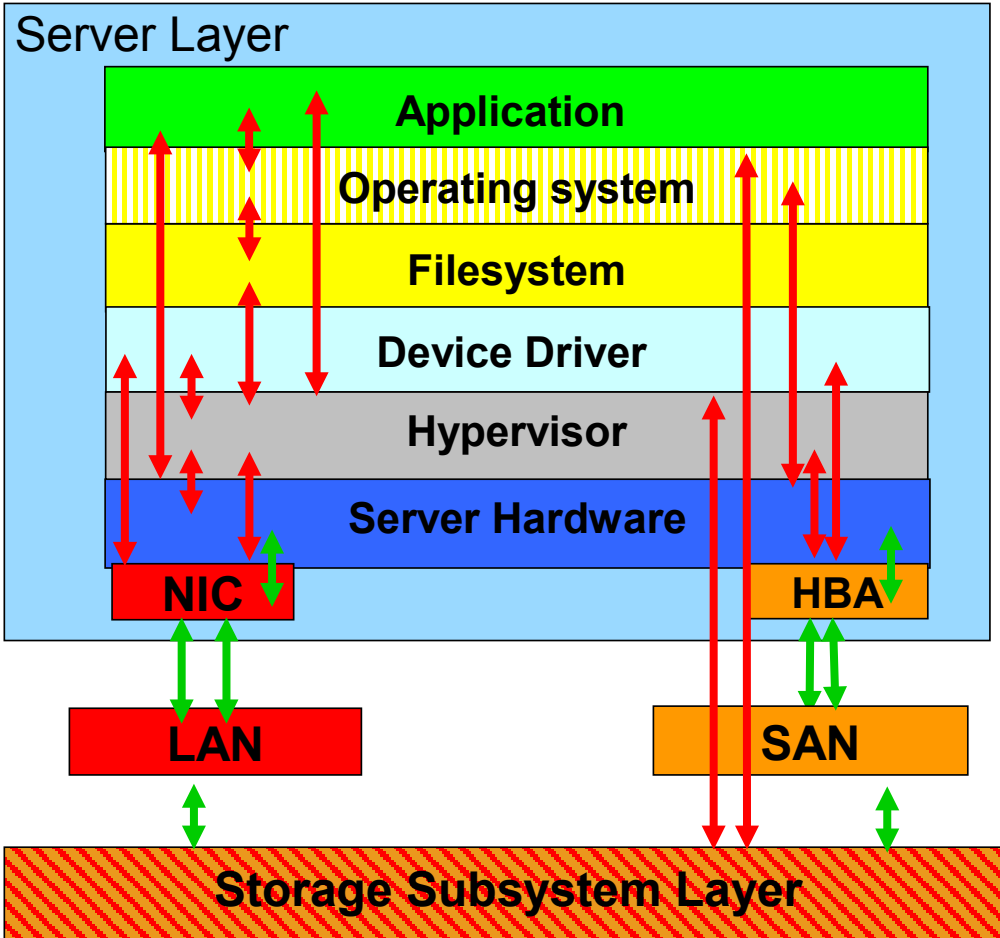 Server Layer
Application
Operating system
Filesystem
Device Driver
Hypervisor
Server Hardware
NIC
HBA
LAN
SAN
Storage Subsystem Layer